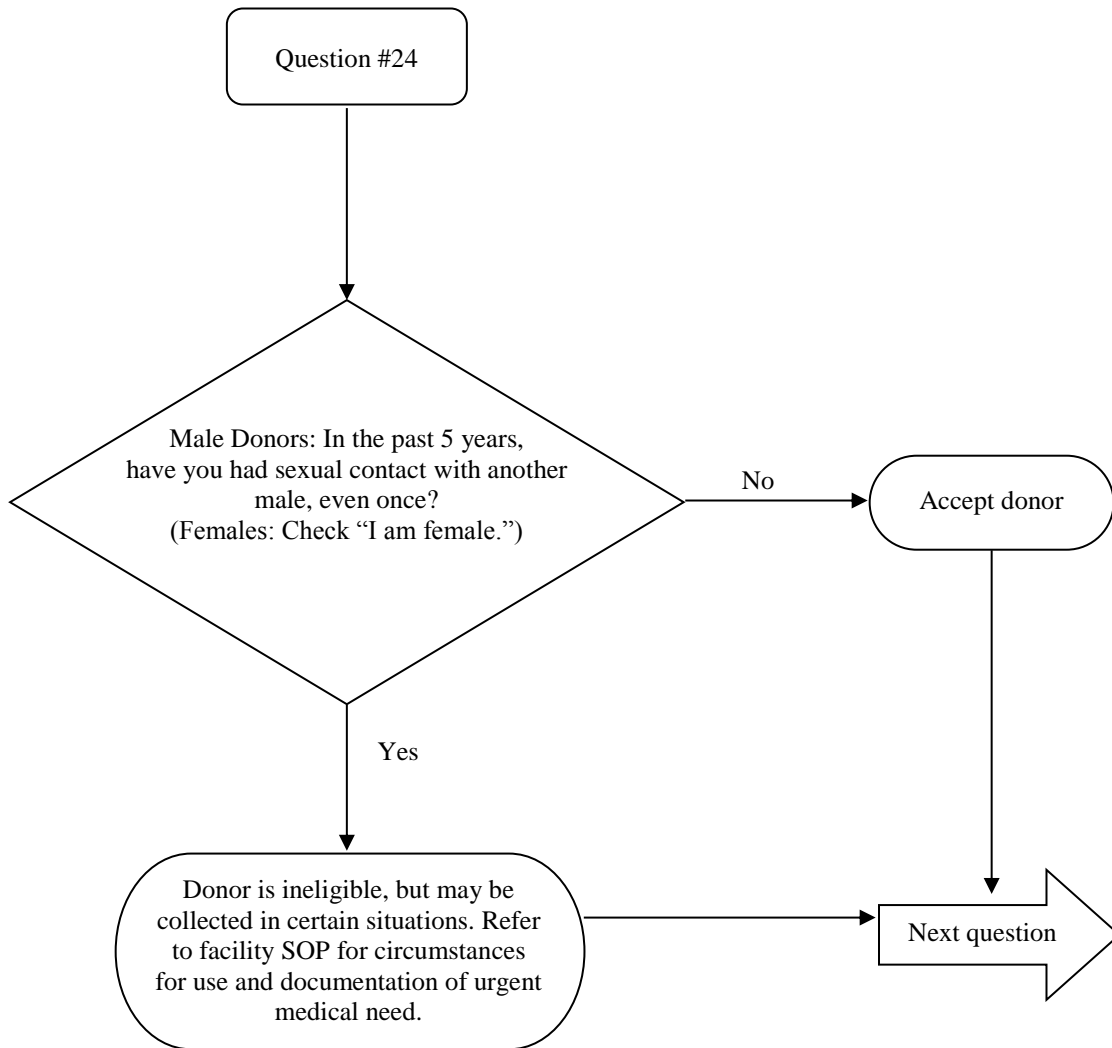 Question #24
Male Donors: In the past 5 years,
have you had sexual contact with another
male, even once?
(Females: Check “I am female.”)
No
Accept donor
Yes
Donor is ineligible, but may be
collected in certain situations. Refer
to facility SOP for circumstances
for use and documentation of urgent
medical need.
Next question